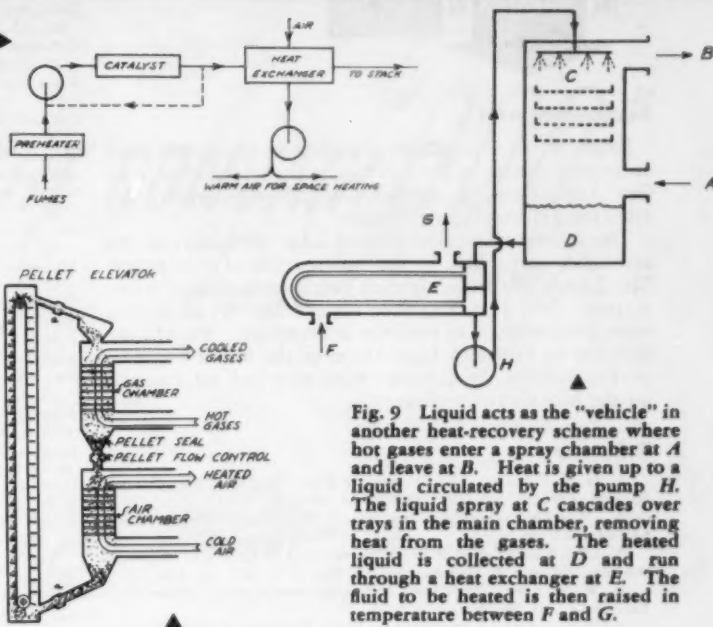 AIR
CATALYST
HEAT
EXCHANGER
TO STACK
PREHEATER
FUMES
WARM AIR FOR SPACE HEATING
B
C
A
D
G
E
F
H
PELLET ELEVATOR
COOLED
GASES
GAS
CHAMBER
HOT
GASES
PELLET SEAL
PELLET FLOW CONTROL
HEATED
AIR
AIR
CHAMBER
COLD
AIR
Fig. 9 Liquid acts as the "vehicle" in
another heat-recovery scheme where
hot gases enter a spray chamber at A
and leave at B. Heat is given up to a
liquid circulated by the pump H.
The liquid spray at C cascades over
trays in the main chamber, removing
heat from the gases. The heated
liquid is collected at D and run
through a heat exchanger at E. The
fluid to be heated is then raised in
temperature between F and G.